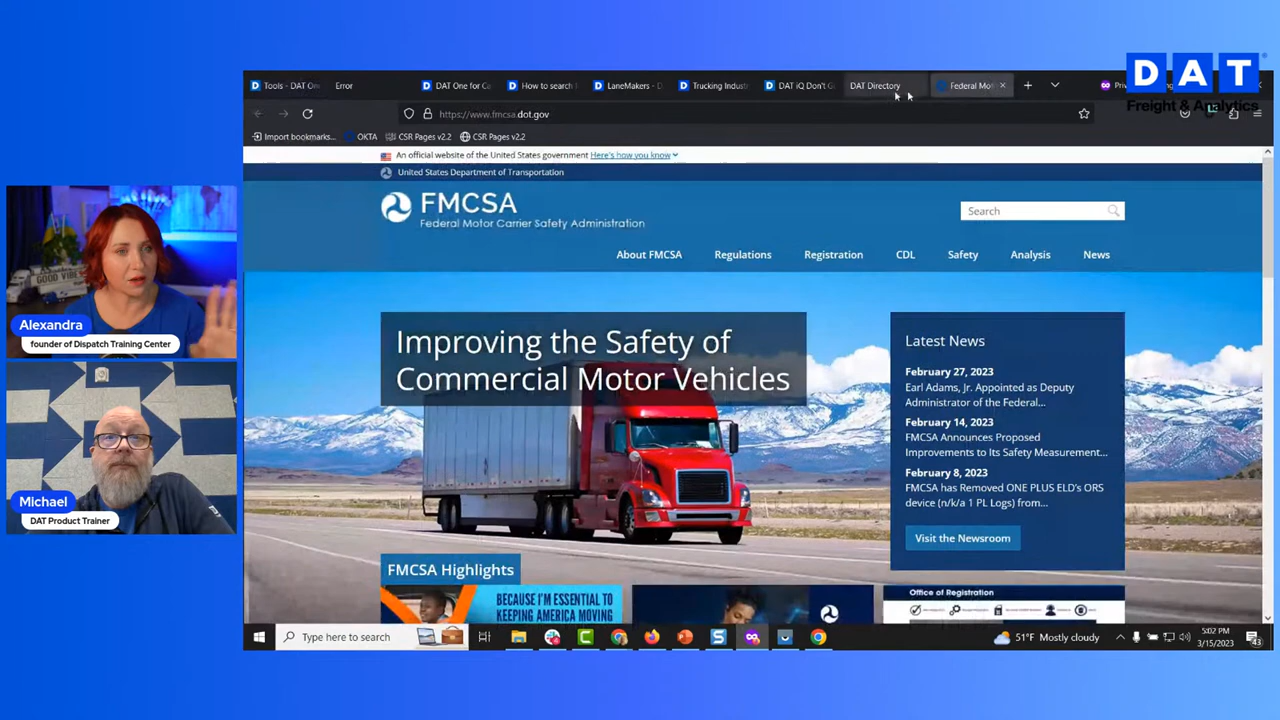 DAT
Freight & Analytics
Tools - DAT On
Error
DAT One for Ca
How to search
LaneMakers - D
Trucking Indust
DAT iQ Don't G
DAT Directory
Federal Mot
https://www.fmcsa.dot.gov
Import bookmarks...
OKTA
CSR Pages v2.2
CSR Pages v2.2
An official website of the United States government Here's how you know
United States Department of Transportation
FMCSA
Federal Motor Carrier Safety Administration
Search
About FMCSA
Regulations
Registration
CDL
Safety
Analysis
News
Improving the Safety of
Commercial Motor Vehicles
Latest News
February 27, 2023
Earl Adams, Jr. Appointed as Deputy
Administrator of the Federal...
February 14, 2023
FMCSA Announces Proposed
Improvements to Its Safety Measurement...
February 8, 2023
FMCSA has Removed ONE PLUS ELD's ORS
device (n/k/a 1 PL Logs) from...
Visit the Newsroom
FMCSA Highlights
BECAUSE I'M ESSENTIAL TO
KEEPING AMERICA MOVING
Office of Registration
GOOD VIBES
Alexandra
founder of Dispatch Training Center
Michael
DAT Product Trainer
Type here to search
51°F Mostly cloudy
5:02 PM
3/15/2023
43